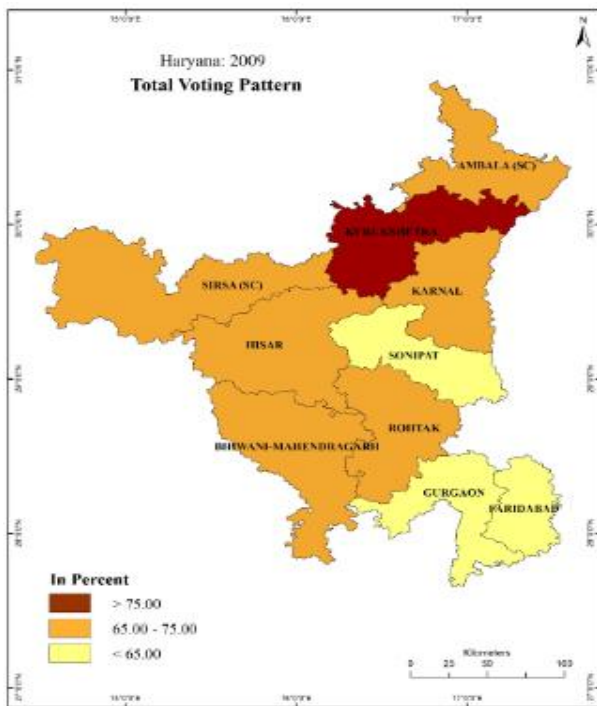 Haryana: 2009
Total Voting Pattern
N
AMBALA (SC)
KURUKSHETRA
SIRSA (SC)
KARNAL
HISAR
SONIPAT
ROHTAK
BHIWANI-MAHENDRAGARH
GURGAON
FARIDABAD
In Percent
> 75.00
65.00 - 75.00
< 65.00
Kilometers
0 25 50 100